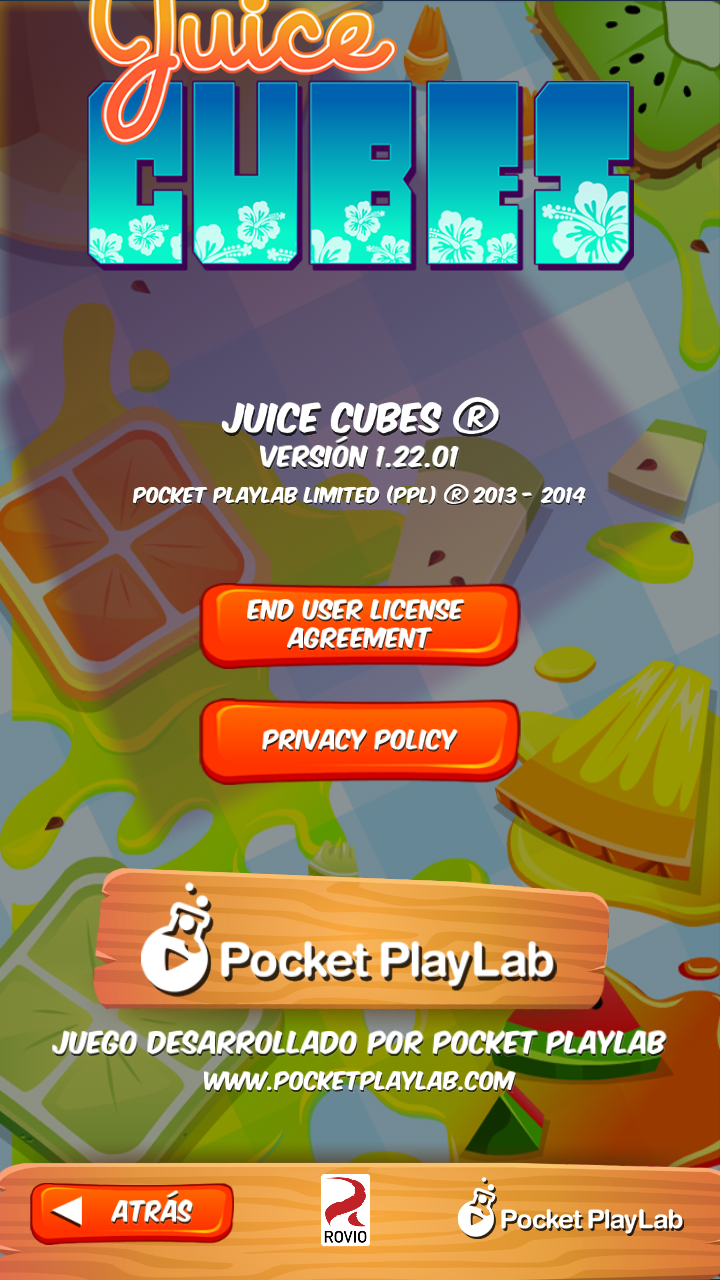 Juice
CUBES
JUICE CUBES ®
VERSIÓN 1.22.01
POCKET PLAYLAB LIMITED (PPL) ® 2013 - 2014
END USER LICENSE
AGREEMENT
PRIVACY POLICY
Pocket PlayLab
JUEGO DESARROLLADO POR POCKET PLAYLAB
WWW.POCKETPLAYLAB.COM
ATRÁS
ROVIO
Pocket PlayLab